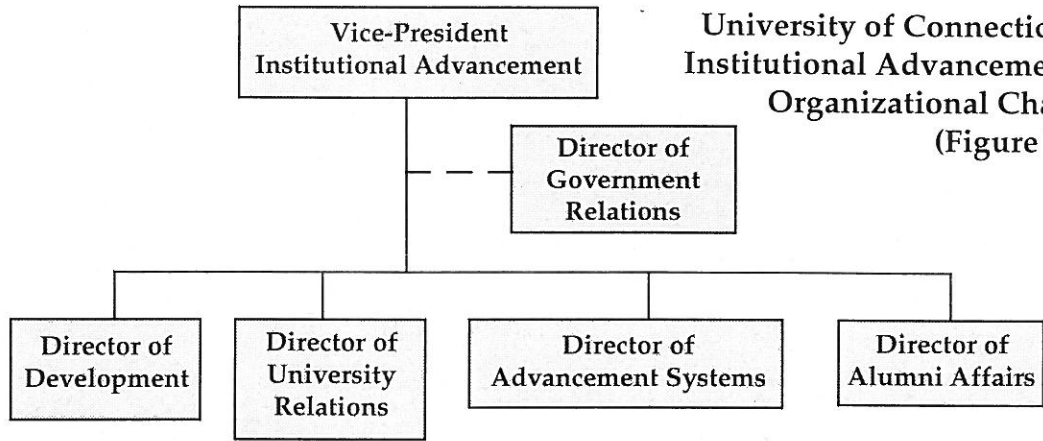 Vice-President
Institutional Advancement
University of Connectic
Institutional Advanceme
Organizational Cha
(Figure
Director of
Government
Relations
Director of
Development
Director of
University
Relations
Director of
Advancement Systems
Director of
Alumni Affairs